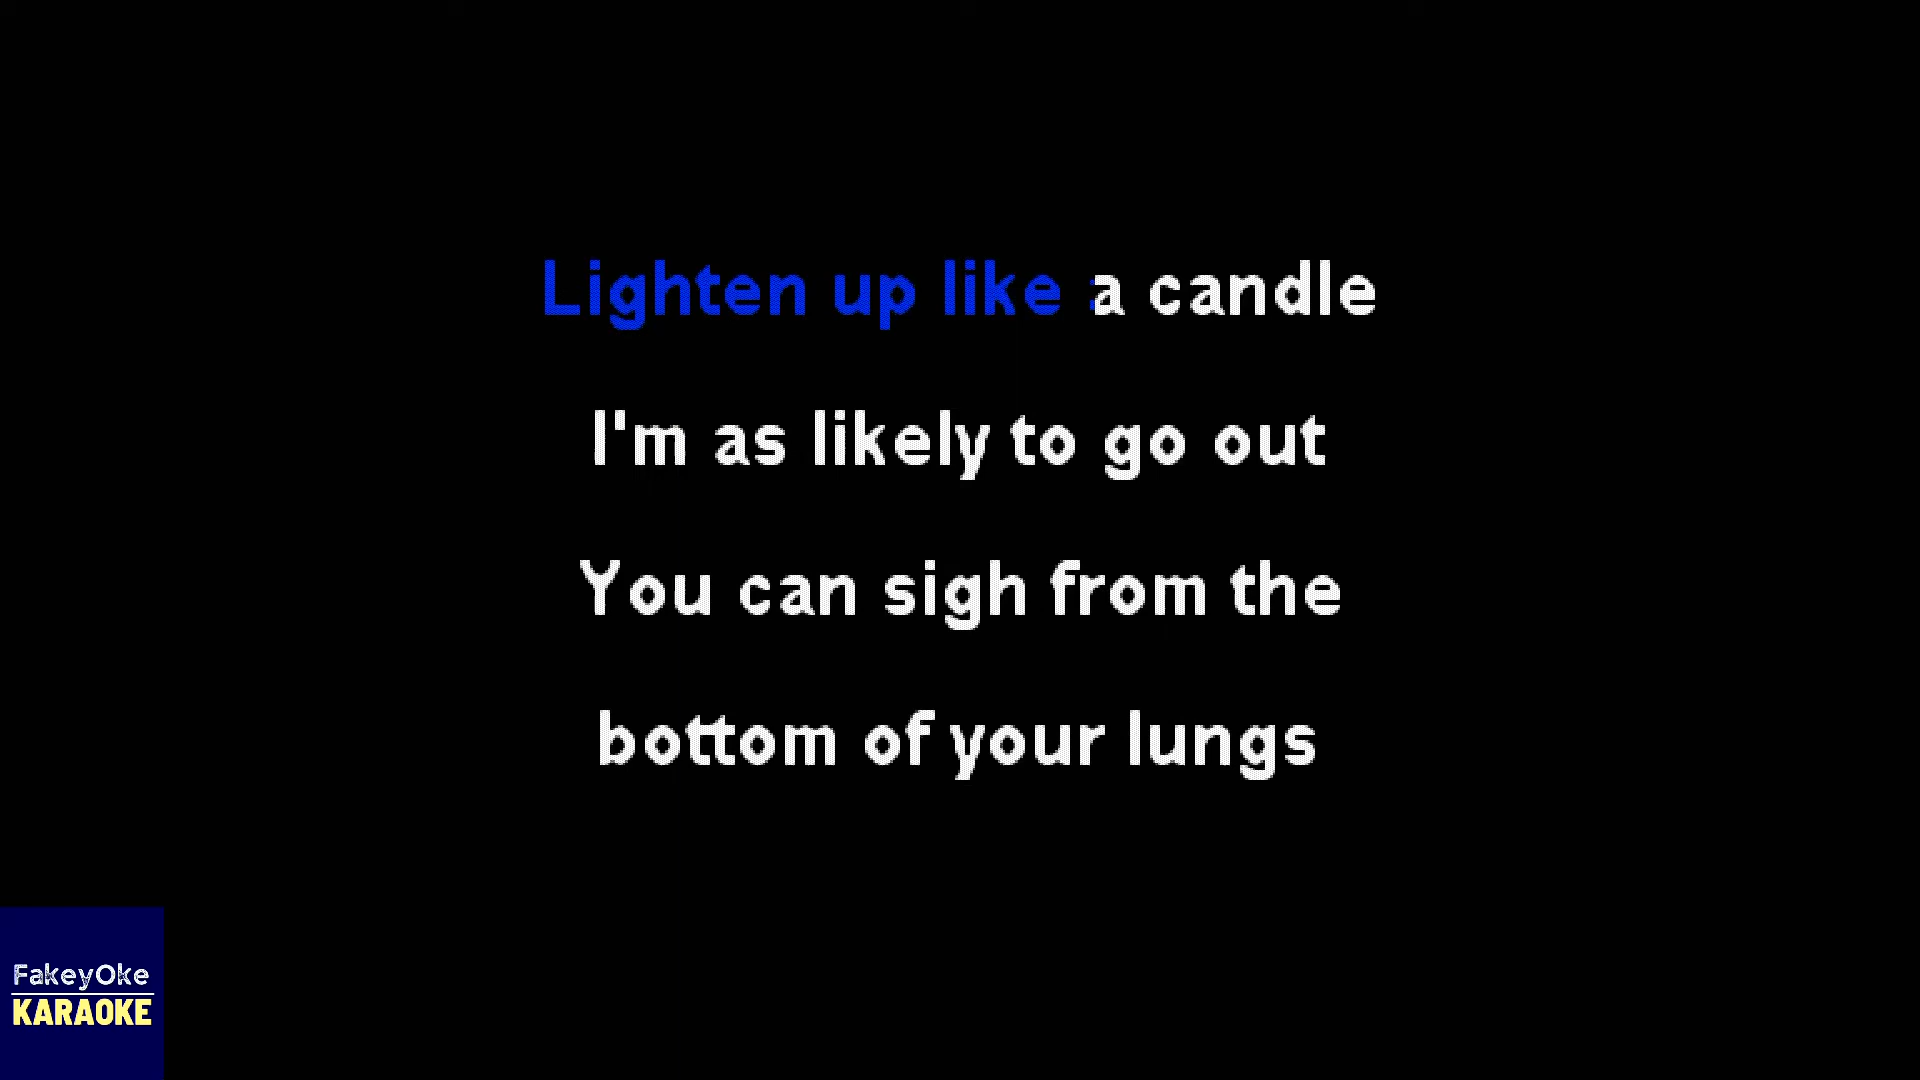 Lighten up like a candle
I'm as likely to go out
You can sigh from the
bottom of your lungs
FakeyOke
KARAOKE